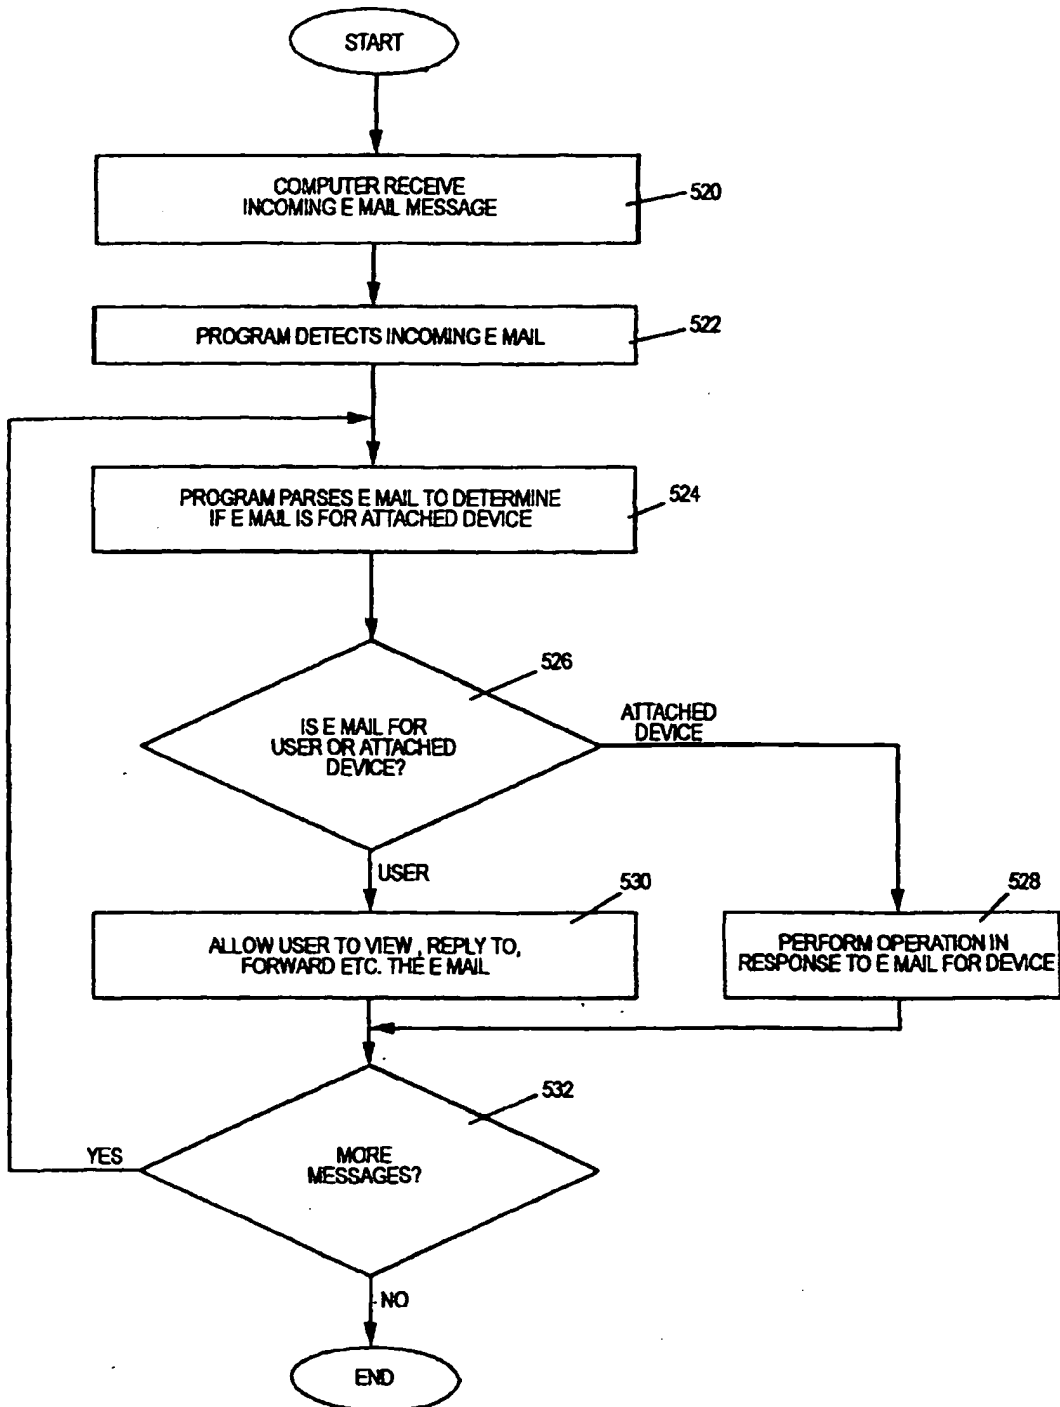 START
COMPUTER RECEIVE
INCOMING E MAIL MESSAGE
520
PROGRAM DETECTS INCOMING E MAIL
522
PROGRAM PARSES E MAIL TO DETERMINE
IF E MAIL IS FOR ATTACHED DEVICE
524
526
IS E MAIL FOR
USER OR ATTACHED
DEVICE?
ATTACHED
DEVICE
USER
530
ALLOW USER TO VIEW, REPLY TO,
FORWARD ETC. THE E MAIL
528
PERFORM OPERATION IN
RESPONSE TO E MAIL FOR DEVICE
532
MORE
MESSAGES?
YES
NO
END